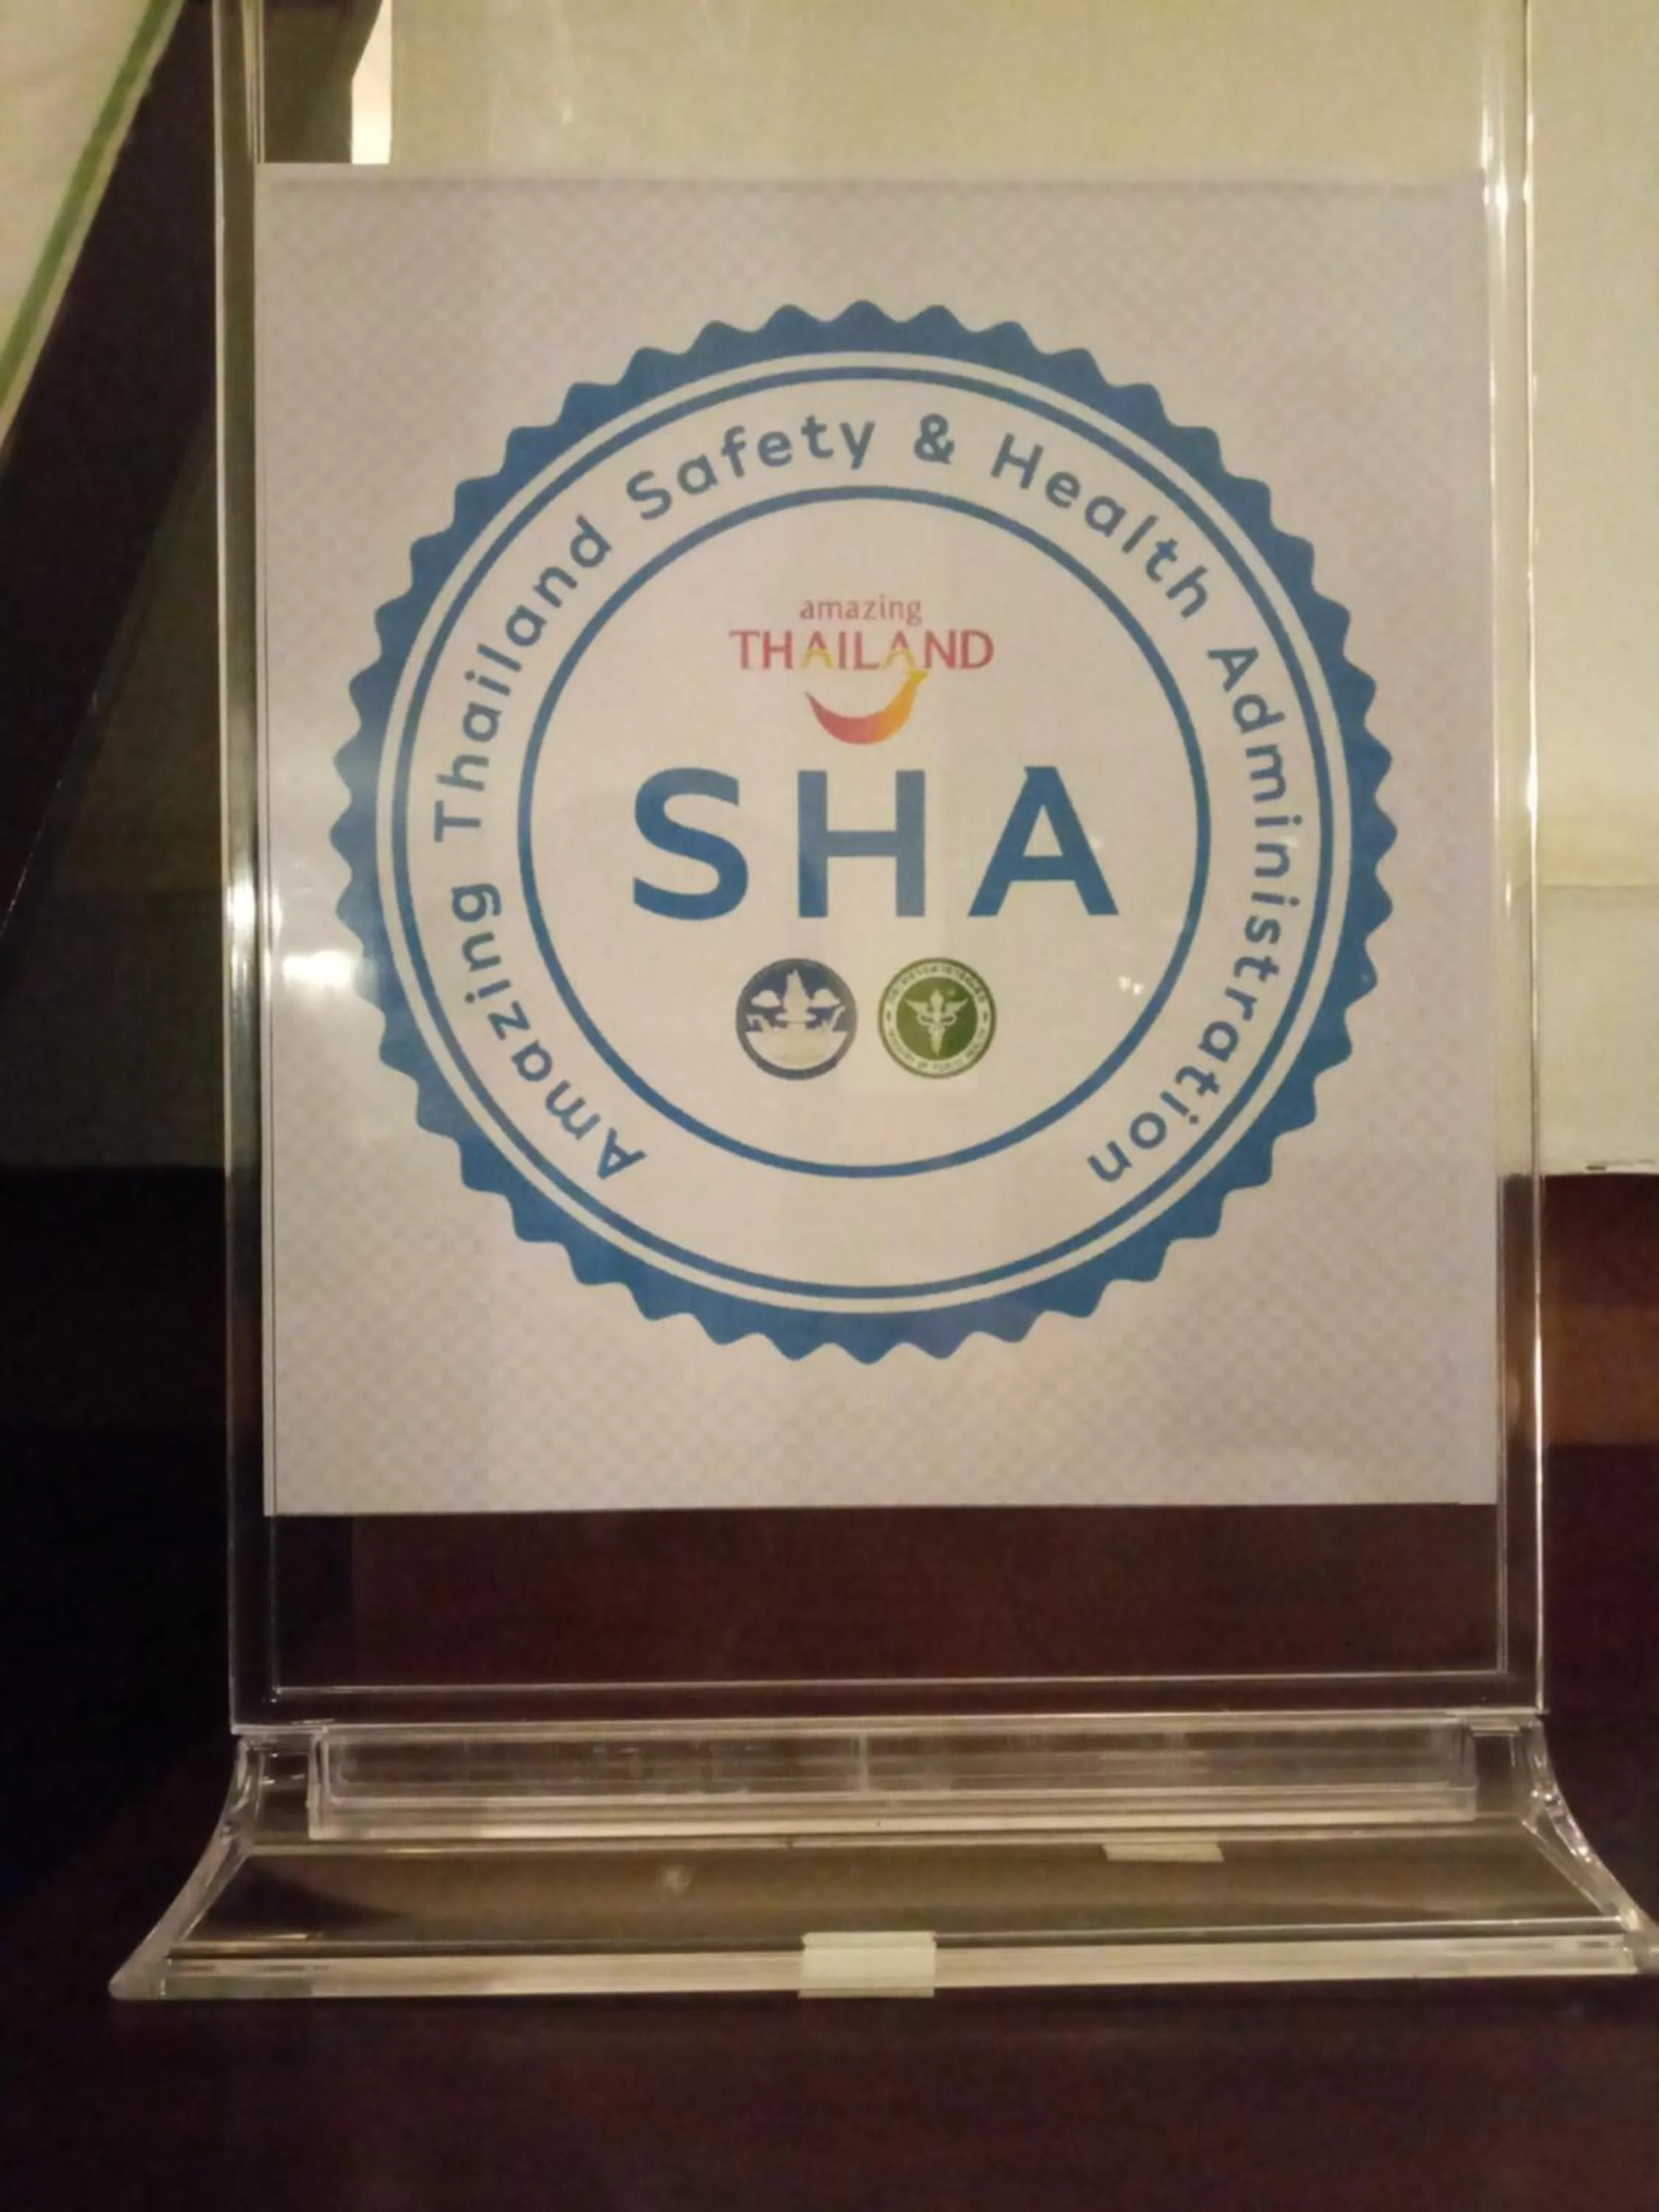 Amazing Thailand Safety & Health Administration
amazing
THAILAND
SHA